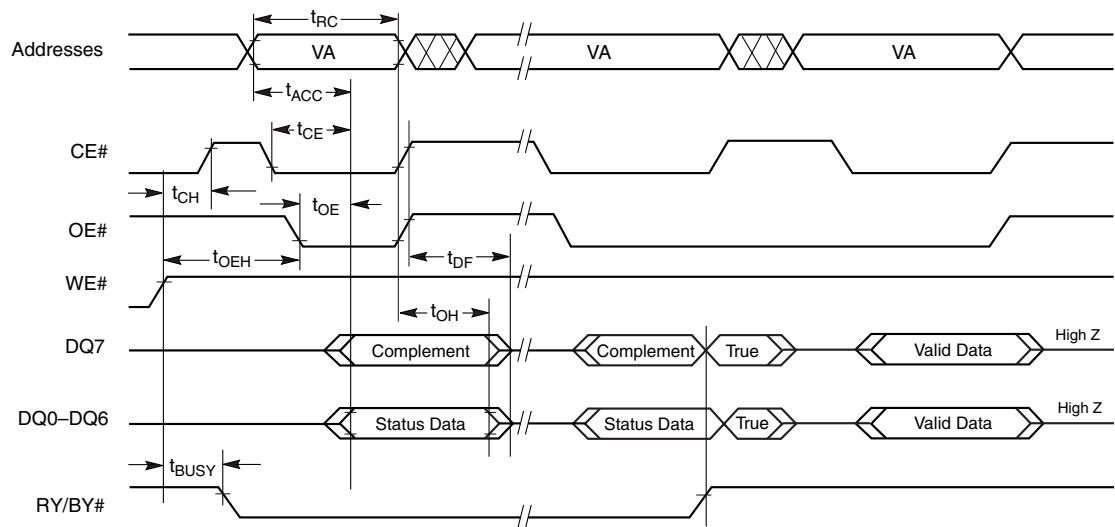 tRC
Addresses VA VA VA
tACC
tCE
CE#
tCH
tOE
OE#
tOEH
tDF
WE#
tOH
DQ7 Complement Complement True Valid Data High Z
DQ0–DQ6 Status Data Status Data True Valid Data High Z
tBUSY
RY/BY#